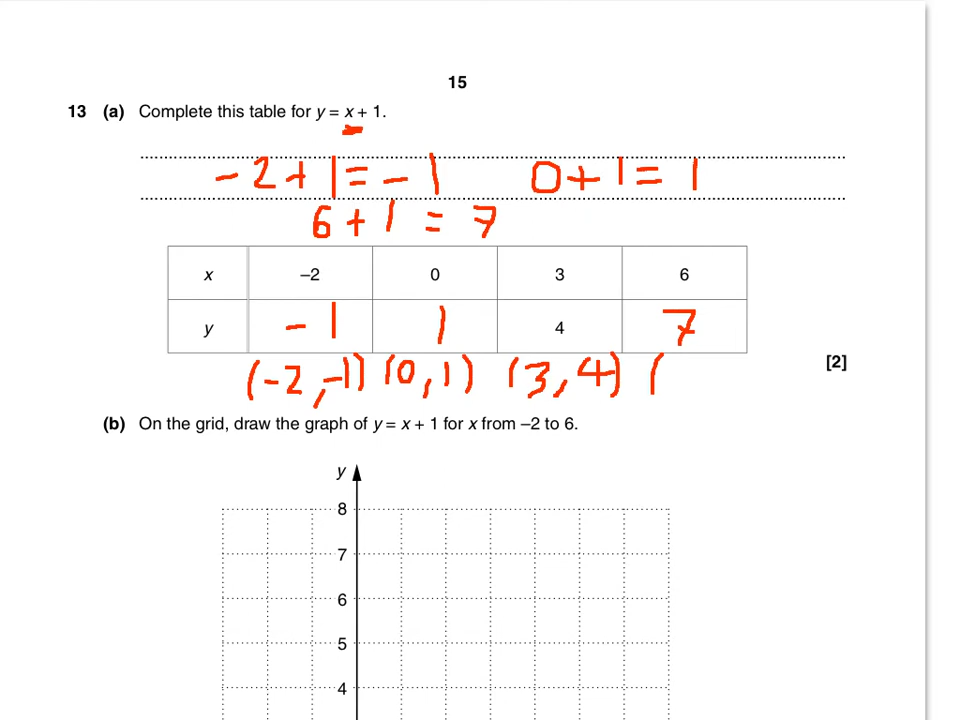 15
13 (a) Complete this table for y = x + 1.
-2+1=-1 0+1=1
6+1=7
x –2 0 3 6
y -1 1 4 7
[2]
(-2,-1) (0,1) (3,4) (
(b) On the grid, draw the graph of y = x + 1 for x from –2 to 6.
y
8
7
6
5
4